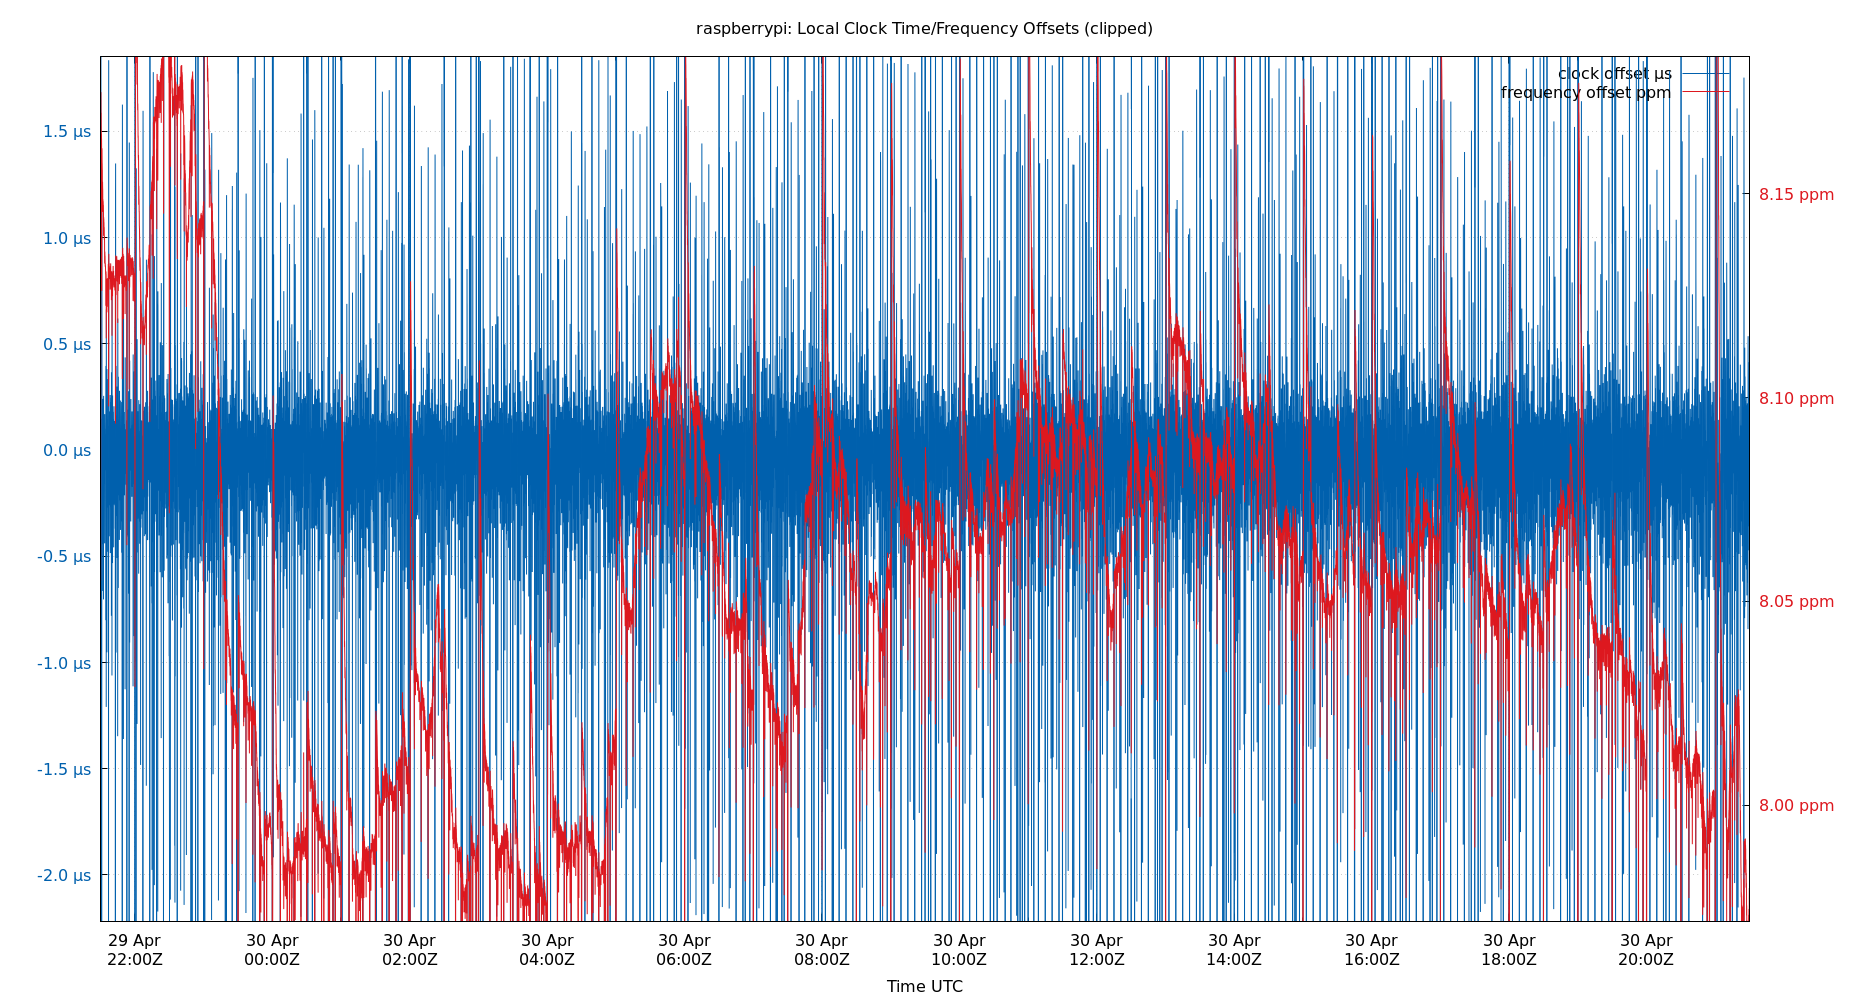 raspberrypi: Local Clock Time/Frequency Offsets (clipped)
clock offset µs
frequency offset ppm
1.5 µs
1.0 µs
0.5 µs
0.0 µs
-0.5 µs
-1.0 µs
-1.5 µs
-2.0 µs
8.15 ppm
8.10 ppm
8.05 ppm
8.00 ppm
29 Apr 30 Apr 30 Apr 30 Apr 30 Apr 30 Apr 30 Apr 30 Apr 30 Apr 30 Apr 30 Apr 30 Apr
22:00Z 00:00Z 02:00Z 04:00Z 06:00Z 08:00Z 10:00Z 12:00Z 14:00Z 16:00Z 18:00Z 20:00Z
Time UTC